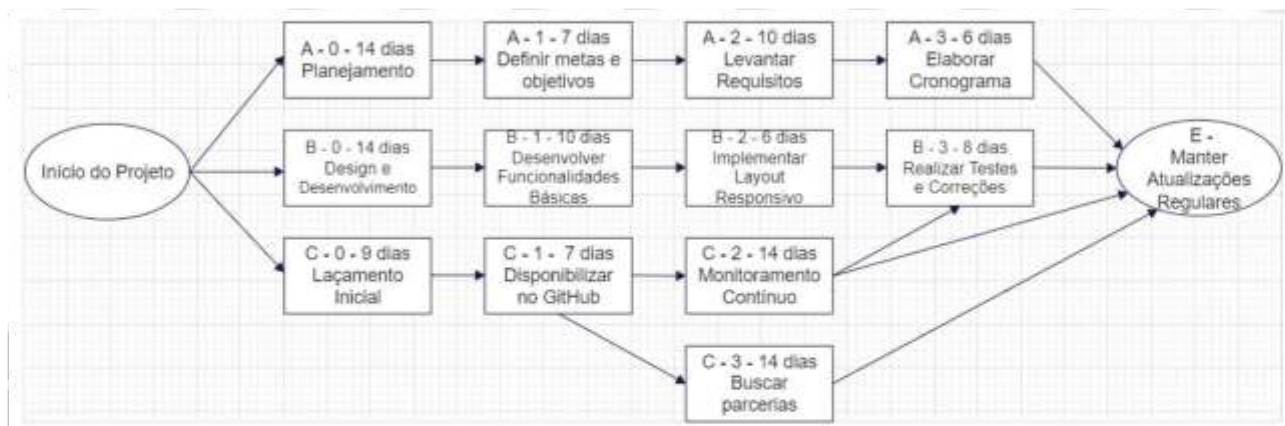 A - 0 - 14 dias
Planejamento
A - 1 - 7 dias
Definir metas e
objetivos
A - 2 - 10 dias
Levantar
Requisitos
A - 3 - 6 dias
Elaborar
Cronograma
Início do Projeto
B - 0 - 14 dias
Design e
Desenvolvimento
B - 1 - 10 dias
Desenvolver
Funcionalidades
Básicas
B - 2 - 6 dias
Implementar
Layout
Responsivo
B - 3 - 8 dias
Realizar Testes
e Correções
E -
Manter
Atualizações
Regulares
C - 0 - 9 dias
Laçamento
Inicial
C - 1 - 7 dias
Disponibilizar
no GitHub
C - 2 - 14 dias
Monitoramento
Contínuo
C - 3 - 14 dias
Buscar
parcerias